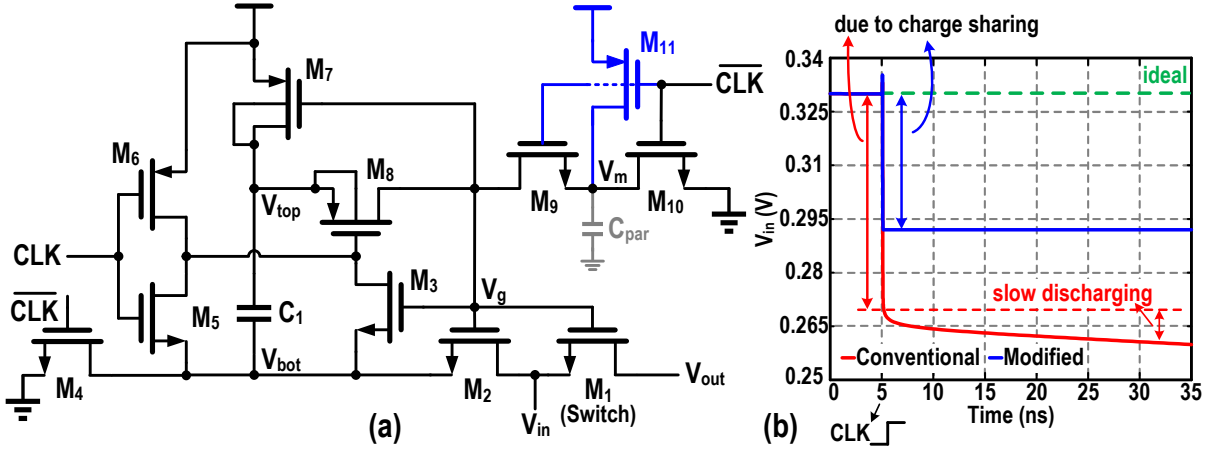 M7
M11
CLK
M6
M8
M9
Vm
M10
Vtop
Cpar
CLK
M3
CLK
M5
C1
Vg
M4
Vbot
M2
M1
Vout
(Switch)
Vin
(a)
due to charge sharing
0.34
ideal
0.33
0.31
Vin (V)
0.295
0.28
slow discharging
0.265
Conventional
Modified
0.25
0 5 10 15 20 25 30 35
(b)
Time (ns)
CLK